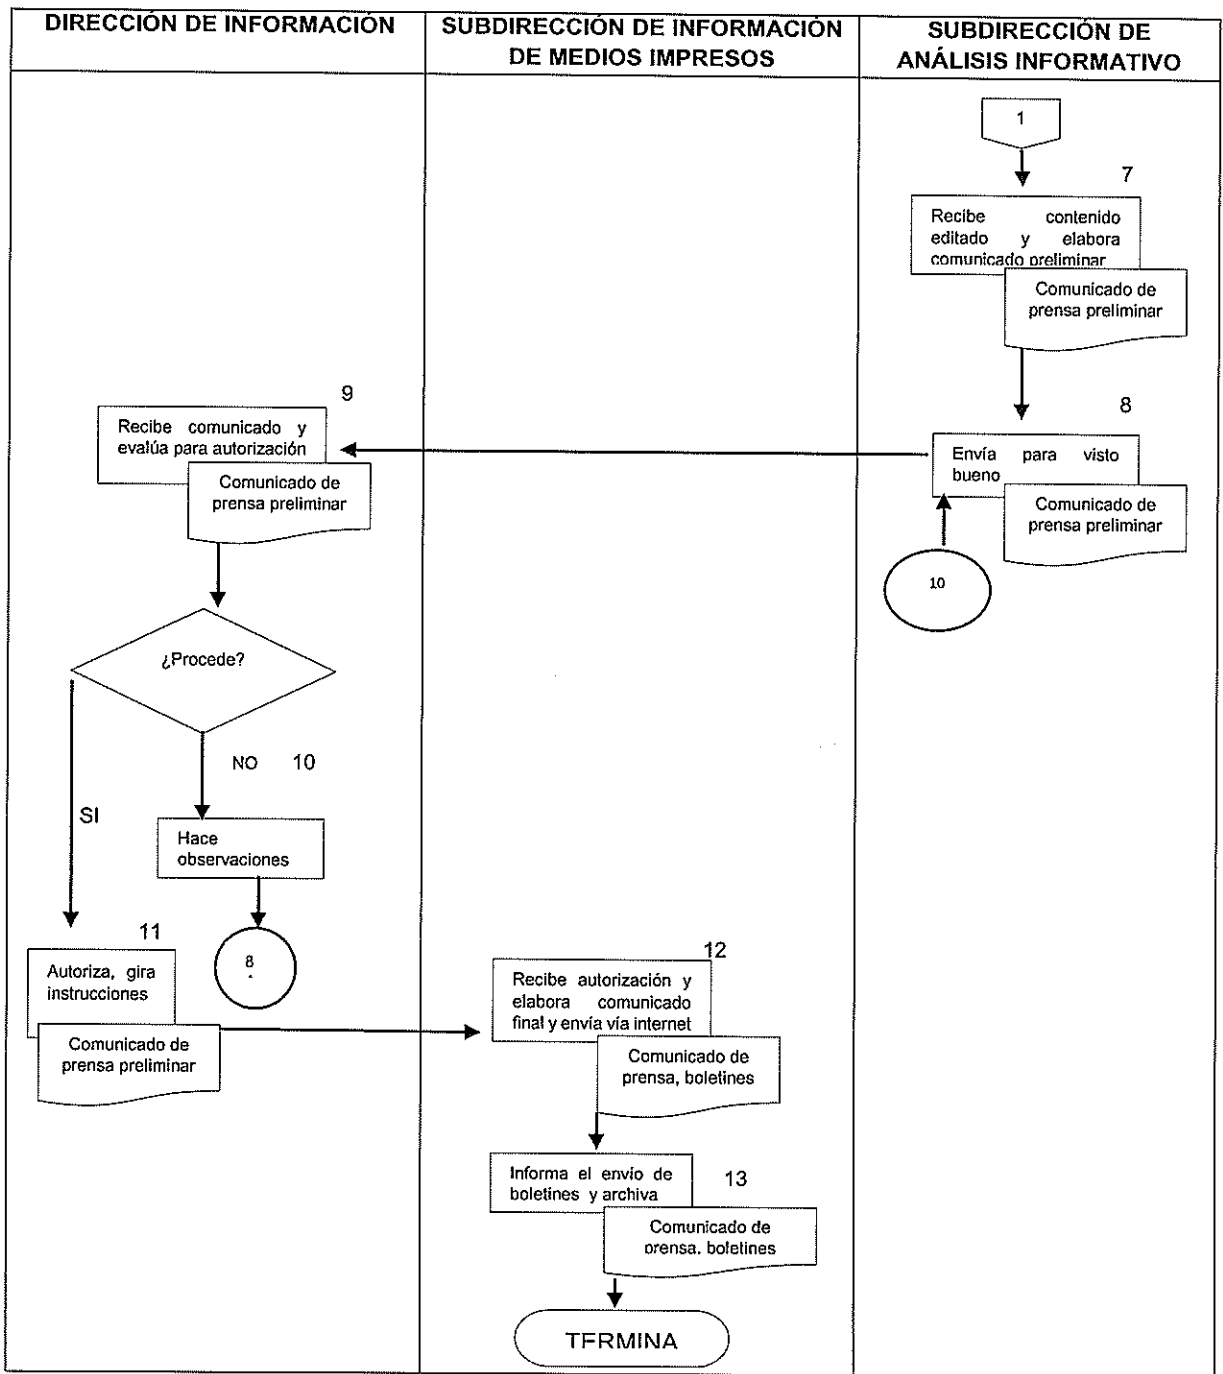 DIRECCIÓN DE INFORMACIÓN
SUBDIRECCIÓN DE INFORMACIÓN
DE MEDIOS IMPRESOS
SUBDIRECCIÓN DE
ANÁLISIS INFORMATIVO
1
7
Recibe contenido
editado y elabora
comunicado preliminar
Comunicado de
prensa preliminar
8
Envía para visto
bueno
Comunicado de
prensa preliminar
10
9
Recibe comunicado y
evalúa para autorización
Comunicado de
prensa preliminar
¿Procede?
NO 10
SI
Hace
observaciones
8
11
Autoriza, gira
instrucciones
Comunicado de
prensa preliminar
12
Recibe autorización y
elabora comunicado
final y envía vía internet
Comunicado de
prensa, boletines
Informa el envío de
boletines y archiva
13
Comunicado de
prensa, boletines
TERMINA